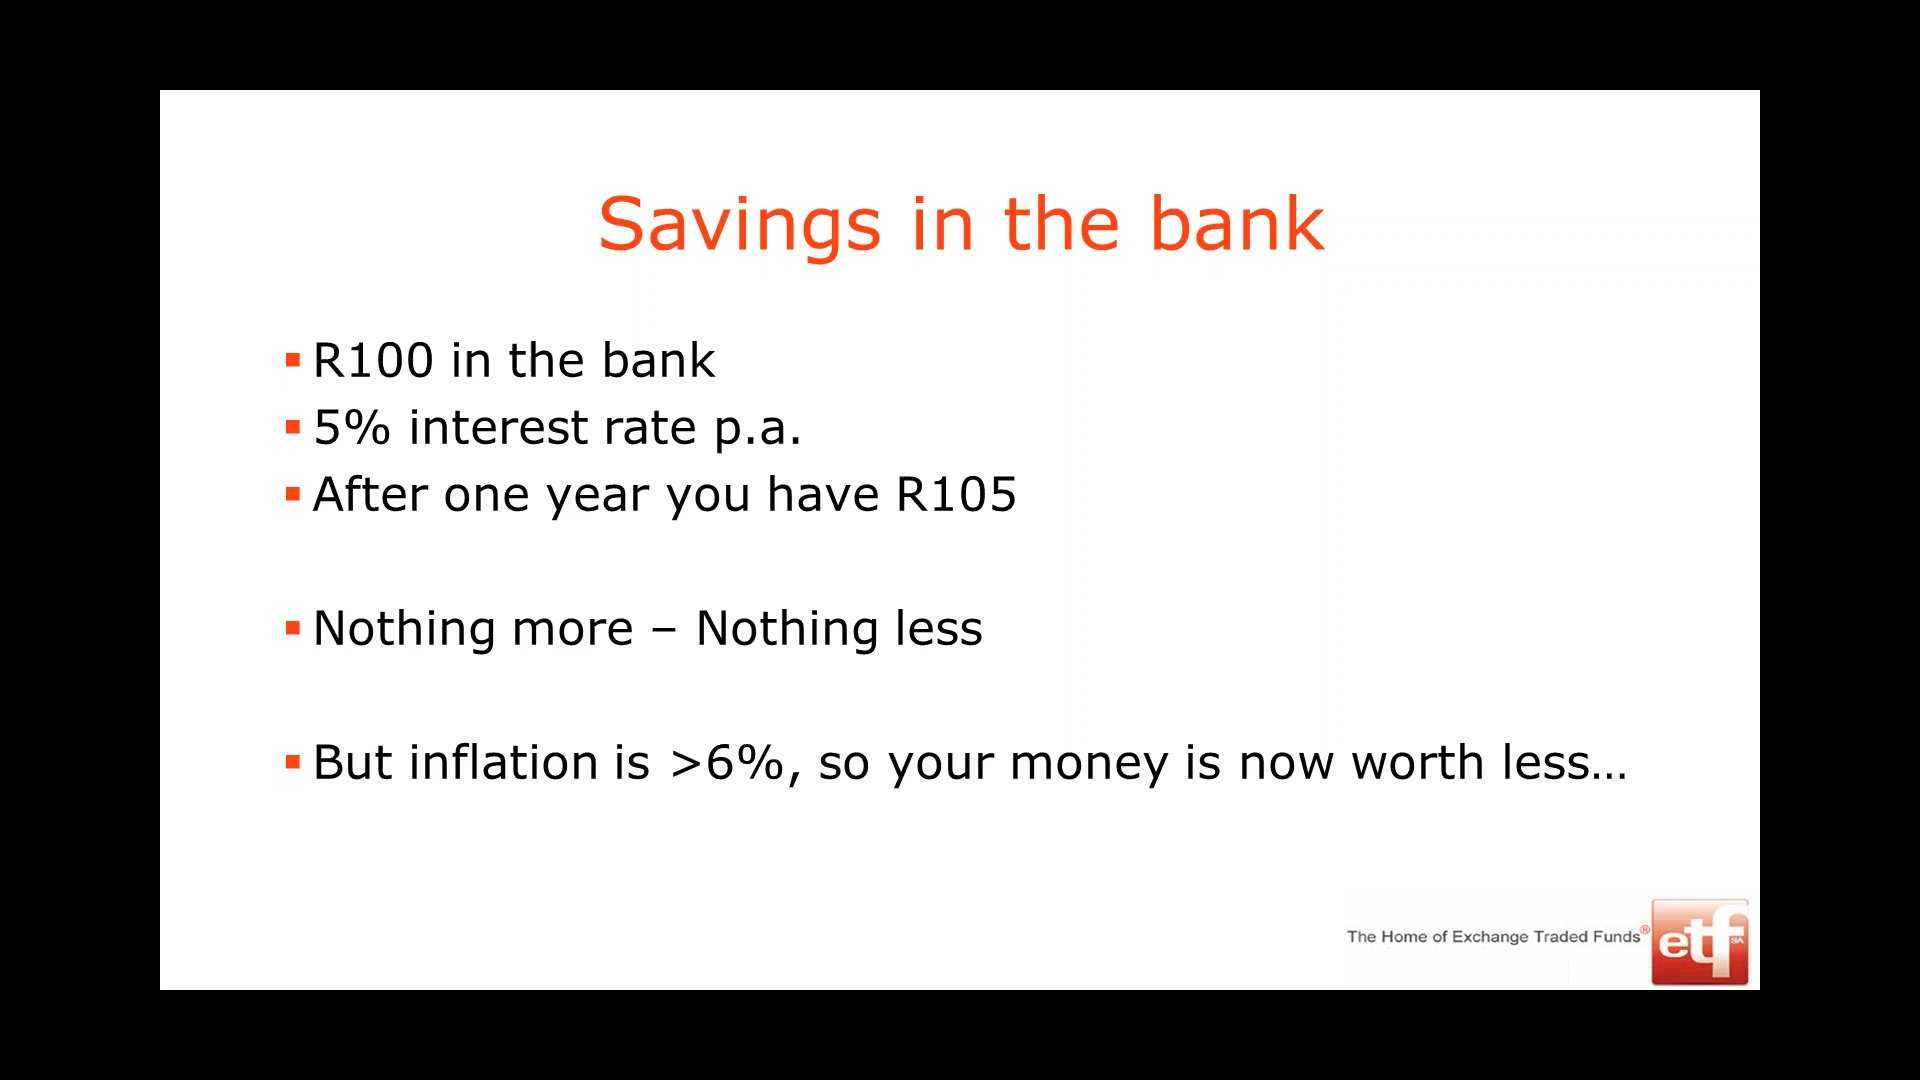 Savings in the bank
R100 in the bank
5% interest rate p.a.
After one year you have R105
Nothing more – Nothing less
But inflation is >6%, so your money is now worth less...
The Home of Exchange Traded Funds®
etf
SA